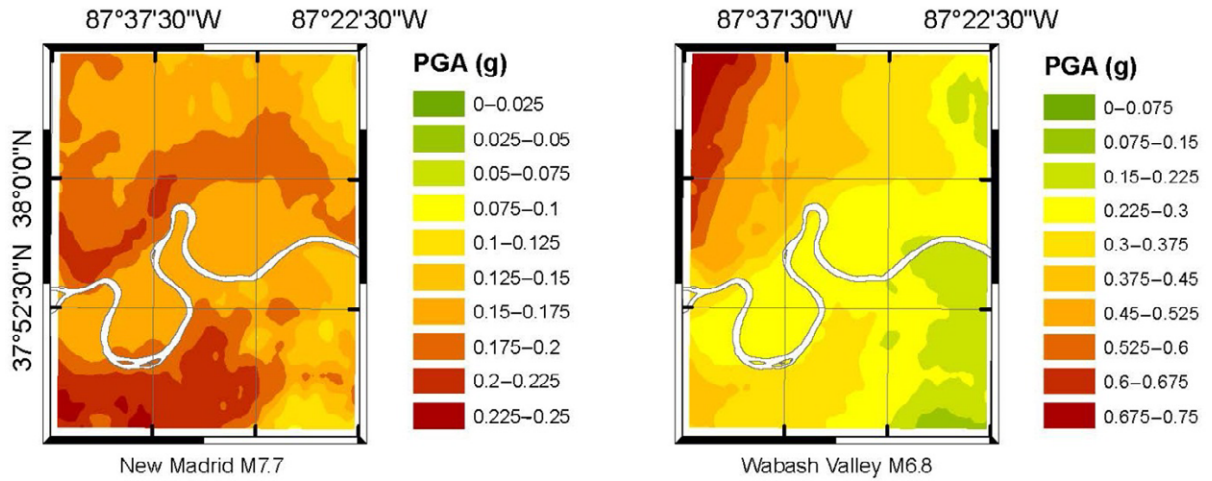 87°37'30"W 87°22'30"W
PGA (g)
0–0.025
0.025–0.05
0.05–0.075
0.075–0.1
0.1–0.125
0.125–0.15
0.15–0.175
0.175–0.2
0.2–0.225
0.225–0.25
37°52'30"N 38°0'0"N
New Madrid M7.7
87°37'30"W 87°22'30"W
PGA (g)
0–0.075
0.075–0.15
0.15–0.225
0.225–0.3
0.3–0.375
0.375–0.45
0.45–0.525
0.525–0.6
0.6–0.675
0.675–0.75
Wabash Valley M6.8